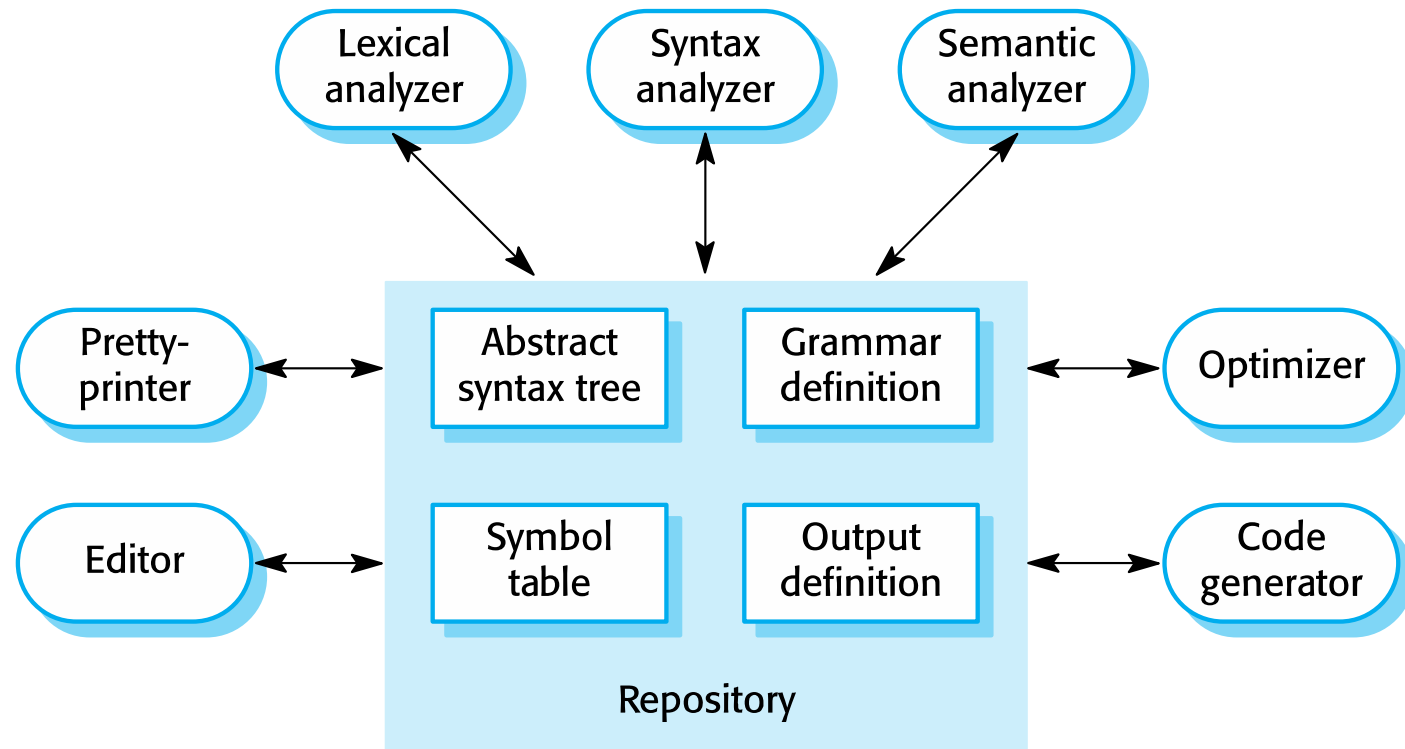 Lexical
analyzer
Syntax
analyzer
Semantic
analyzer
Pretty-
printer
Abstract
syntax tree
Grammar
definition
Optimizer
Editor
Symbol
table
Output
definition
Code
generator
Repository